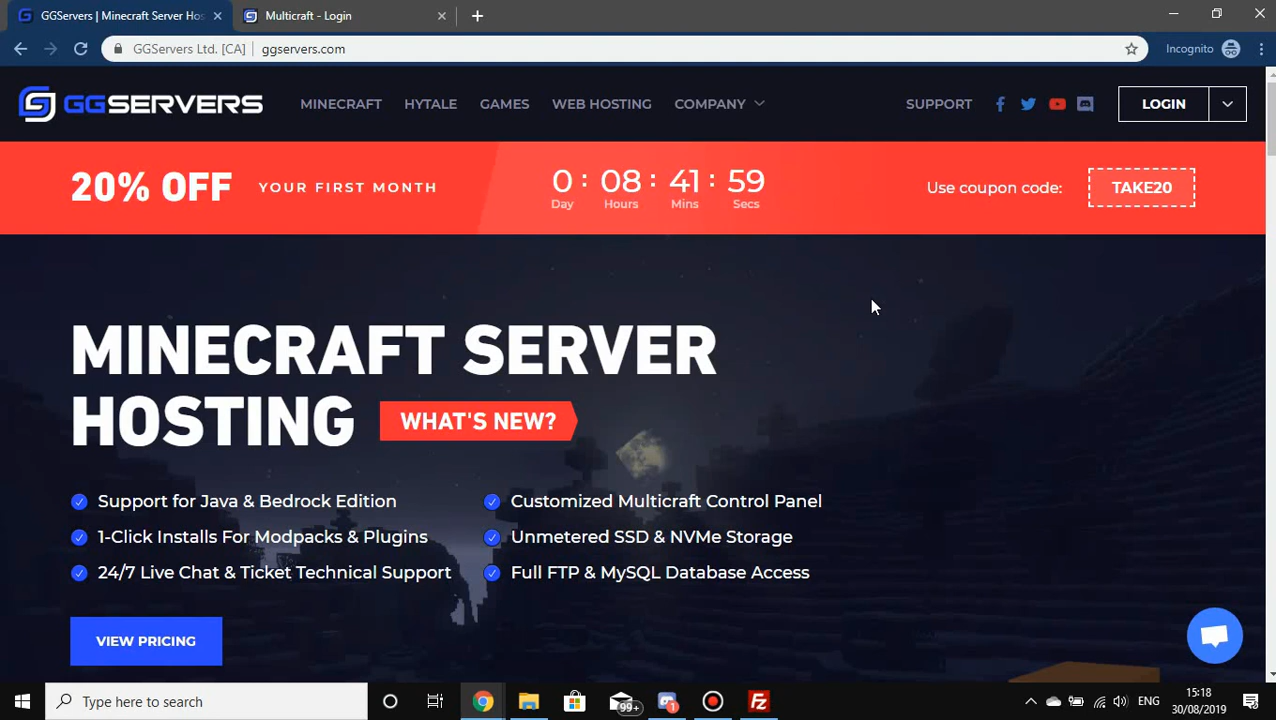 GGServers | Minecraft Server Hos
Multicraft - Login
GGServers Ltd. [CA] ggservers.com
Incognito
GGSERVERS
MINECRAFT HYTALE GAMES WEB HOSTING COMPANY SUPPORT LOGIN
20% OFF YOUR FIRST MONTH
0 : 08 : 41 : 59
Day Hours Mins Secs
Use coupon code: TAKE20
MINECRAFT SERVER
HOSTING WHAT'S NEW?
Support for Java & Bedrock Edition
Customized Multicraft Control Panel
1-Click Installs For Modpacks & Plugins
Unmetered SSD & NVMe Storage
24/7 Live Chat & Ticket Technical Support
Full FTP & MySQL Database Access
VIEW PRICING
Type here to search
99+
1
ENG
15:18
30/08/2019